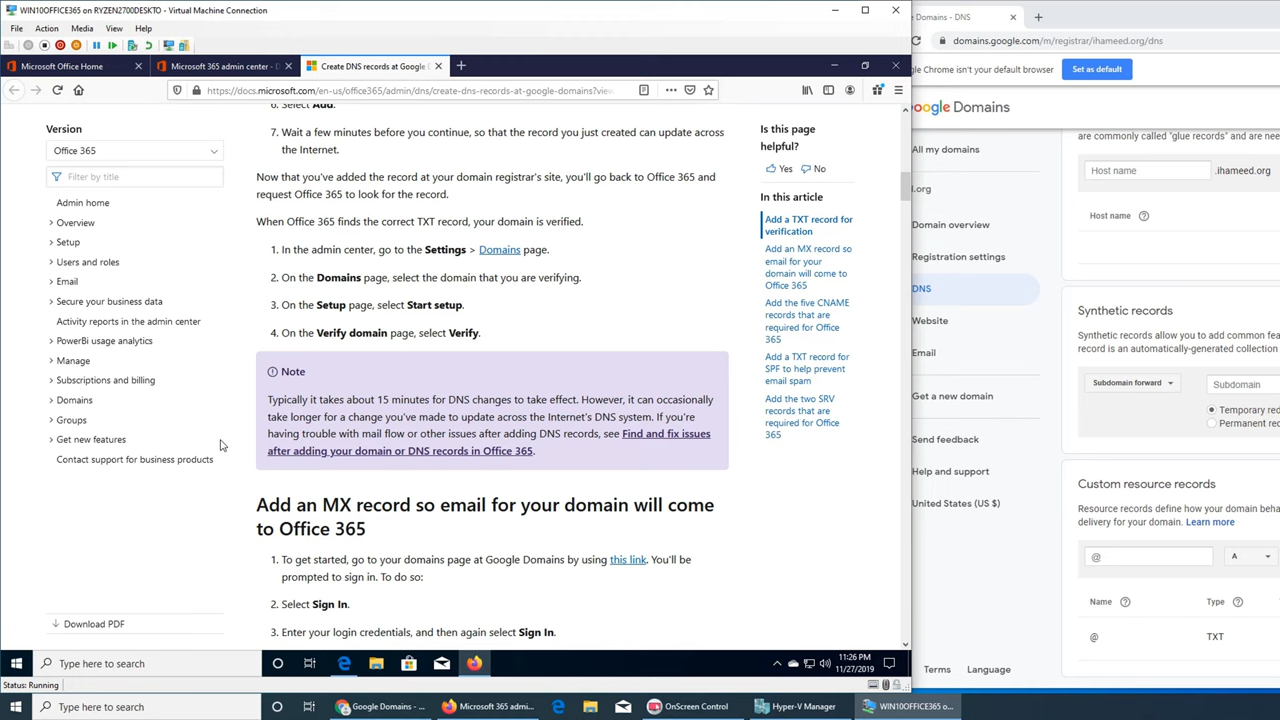 WIN10OFFICE365 on RYZEN2700DESKTO - Virtual Machine Connection
File Action Media View Help
Microsoft Office Home
Microsoft 365 admin center - D
Create DNS records at Google D
https://docs.microsoft.com/en-us/office365/admin/dns/create-dns-records-at-google-domains?view
Version
Office 365
Filter by title
Admin home
Overview
Setup
Users and roles
Email
Secure your business data
Activity reports in the admin center
PowerBi usage analytics
Manage
Subscriptions and billing
Domains
Groups
Get new features
Contact support for business products
Download PDF
6. Select Add.
7. Wait a few minutes before you continue, so that the record you just created can update across
the Internet.
Now that you've added the record at your domain registrar's site, you'll go back to Office 365 and
request Office 365 to look for the record.
When Office 365 finds the correct TXT record, your domain is verified.
1. In the admin center, go to the Settings > Domains page.
2. On the Domains page, select the domain that you are verifying.
3. On the Setup page, select Start setup.
4. On the Verify domain page, select Verify.
Note
Typically it takes about 15 minutes for DNS changes to take effect. However, it can occasionally
take longer for a change you've made to update across the Internet's DNS system. If you're
having trouble with mail flow or other issues after adding DNS records, see Find and fix issues
after adding your domain or DNS records in Office 365.
Add an MX record so email for your domain will come
to Office 365
1. To get started, go to your domains page at Google Domains by using this link. You'll be
prompted to sign in. To do so:
2. Select Sign In.
3. Enter your login credentials, and then again select Sign In.
Is this page
helpful?
Yes No
In this article
Add a TXT record for
verification
Add an MX record so
email for your
domain will come to
Office 365
Add the five CNAME
records that are
required for Office
365
Add a TXT record for
SPF to help prevent
email spam
Add the two SRV
records that are
required for Office
365
Type here to search
11:26 PM
11/27/2019
Status: Running
e Domains - DNS
domains.google.com/m/registrar/ihameed.org/dns
gle Chrome isn't your default browser
Set as default
oogle Domains
All my domains
.org
Domain overview
Registration settings
DNS
Website
Email
Get a new domain
Send feedback
Help and support
United States (US $)
Terms Language
are commonly called "glue records" and are nee
Host name .ihameed.org
Host name
Synthetic records
Synthetic records allow you to add common fea
record is an automatically-generated collection
Subdomain forward
Subdomain
Temporary red
Permanent rec
Custom resource records
Resource records define how your domain beha
delivery for your domain. Learn more
@ A
Name Type
@ TXT
Type here to search
Google Domains - ...
Microsoft 365 admi...
OnScreen Control
Hyper-V Manager
WIN10OFFICE365 o...